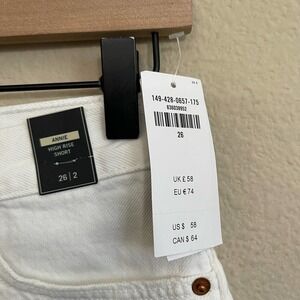 ANNIE
HIGH RISE
SHORT
26 | 2
149-428-0657-175
036036952
26
UK £ 58
EU € 74
US $ 58
CAN $ 64